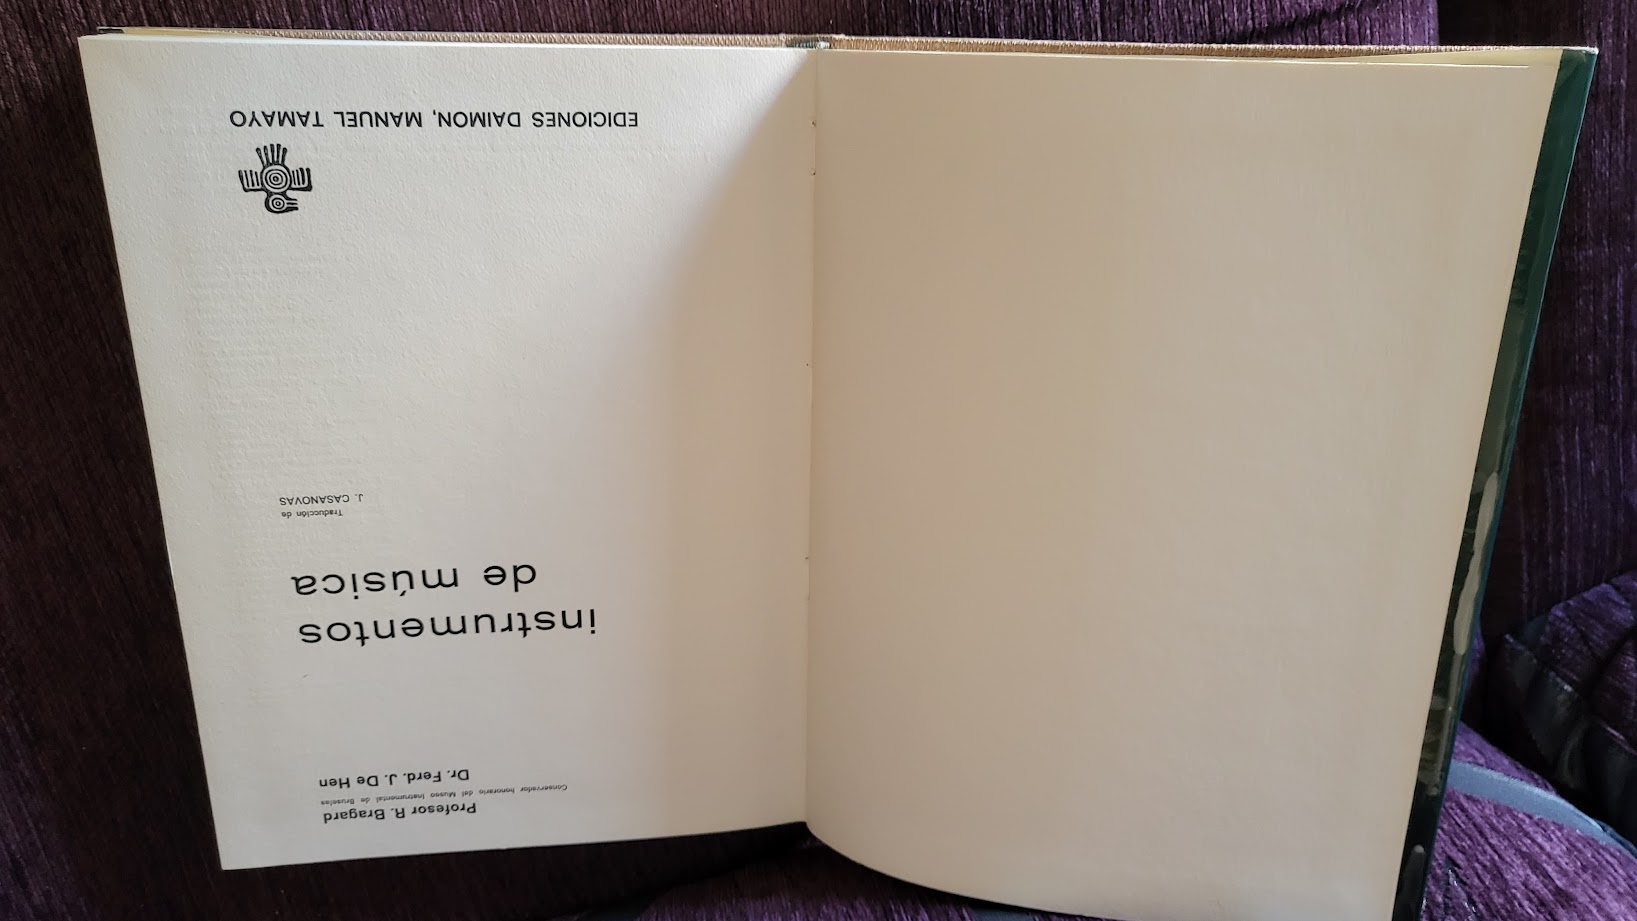 Profesor R. Bragard
Conservador honorario del Museo Instrumental de Bruselas
Dr. Ferd. J. De Hen
instrumentos
de música
Traducción de
J. CASANOVAS
EDICIONES DAIMON, MANUEL TAMAYO